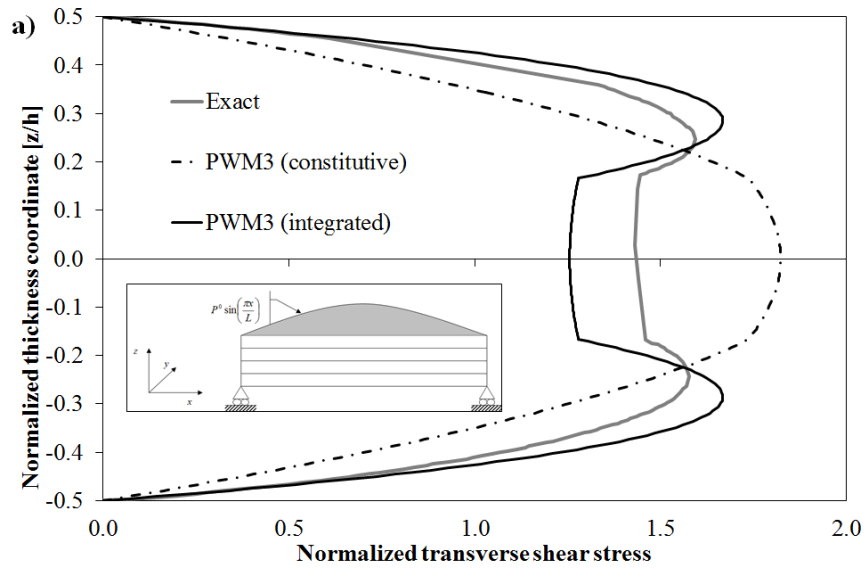 a)
0.5
0.4
0.3
0.2
0.1
0.0
-0.1
-0.2
-0.3
-0.4
-0.5
Normalized thickness coordinate [z/h]
Exact
PWM3 (constitutive)
PWM3 (integrated)
P⁰ sin(πx/L)
z
y
x
0.0 0.5 1.0 1.5 2.0
Normalized transverse shear stress